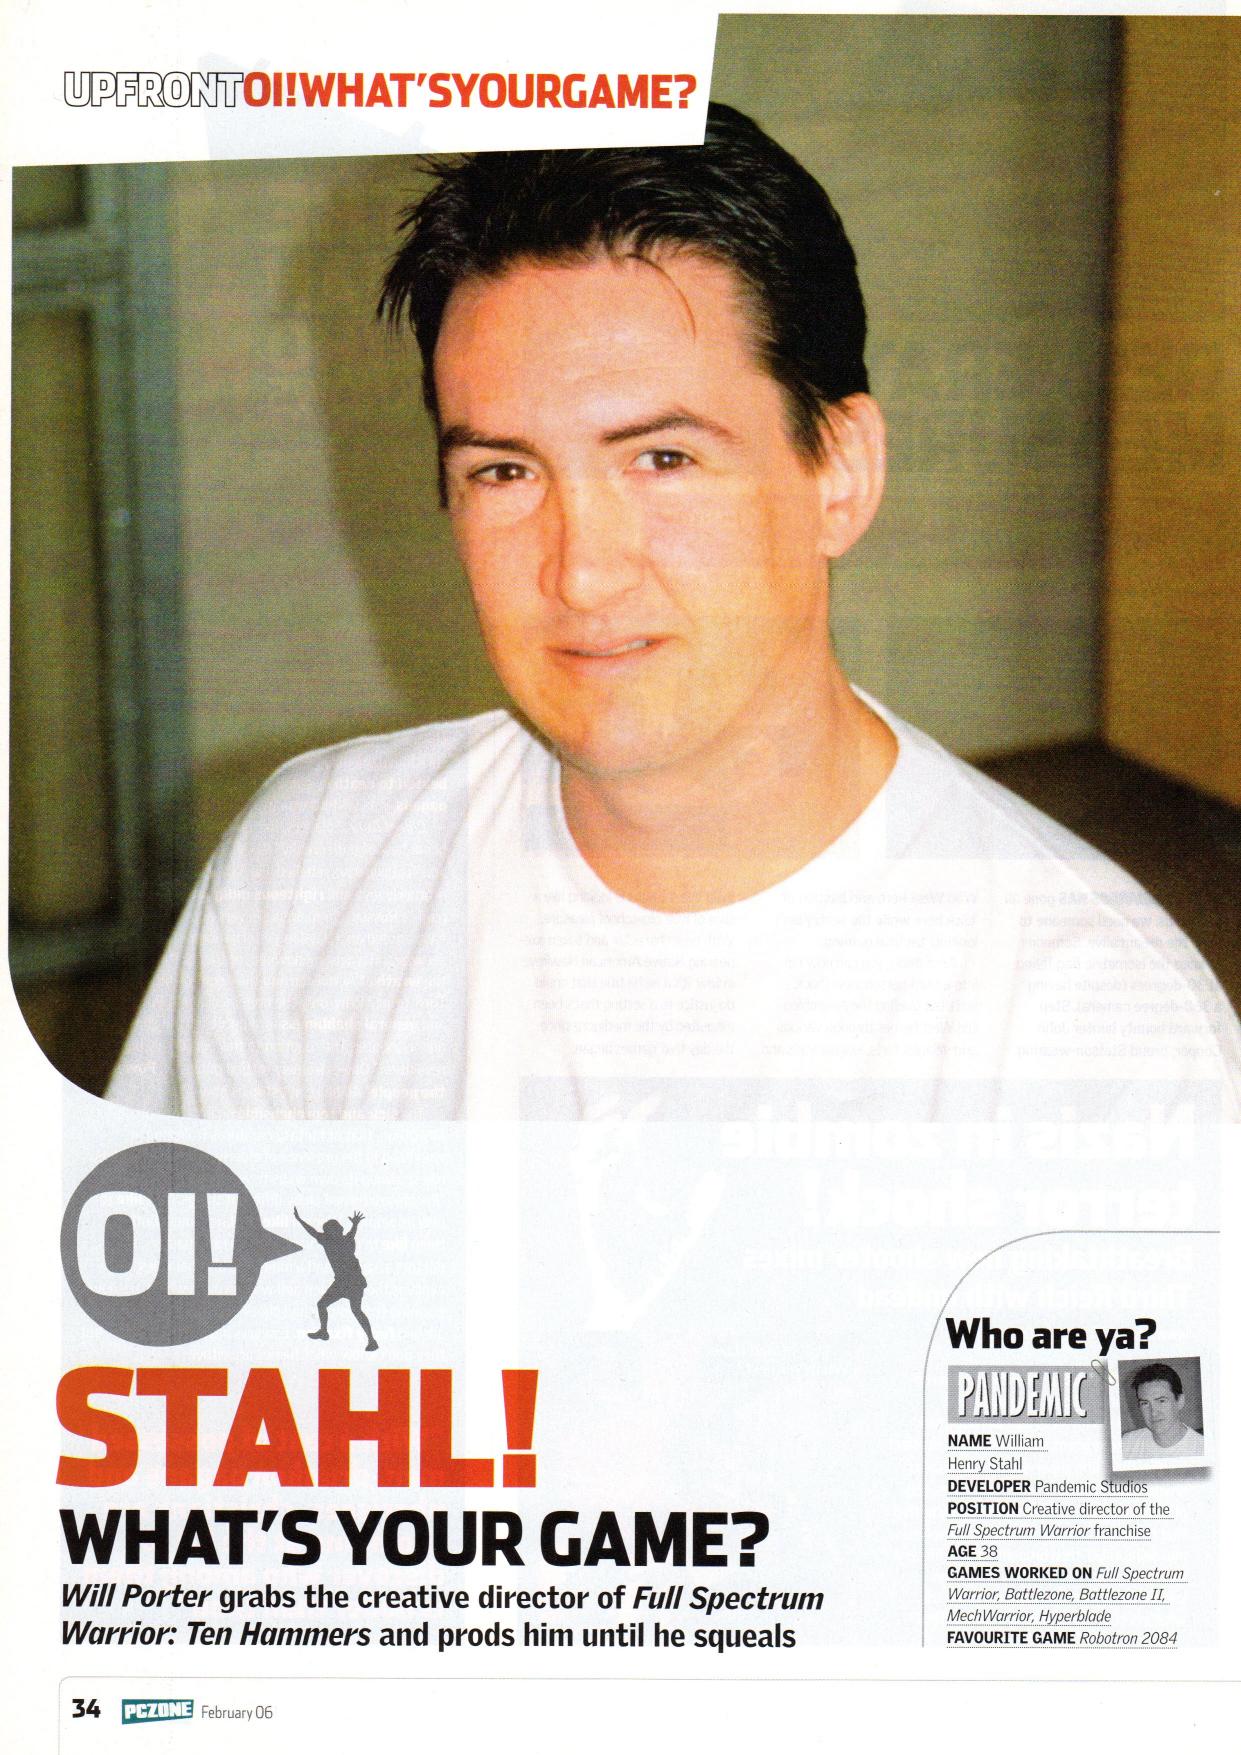 UPFRONTOI!WHAT'SYOURGAME?
OI!
STAHL!
WHAT'S YOUR GAME?
Will Porter grabs the creative director of Full Spectrum
Warrior: Ten Hammers and prods him until he squeals
Who are ya?
PANDEMIC
NAME William
Henry Stahl
DEVELOPER Pandemic Studios
POSITION Creative director of the
Full Spectrum Warrior franchise
AGE 38
GAMES WORKED ON Full Spectrum
Warrior, Battlezone, Battlezone II,
MechWarrior, Hyperblade
FAVOURITE GAME Robotron 2084
34 PCZONE February 06